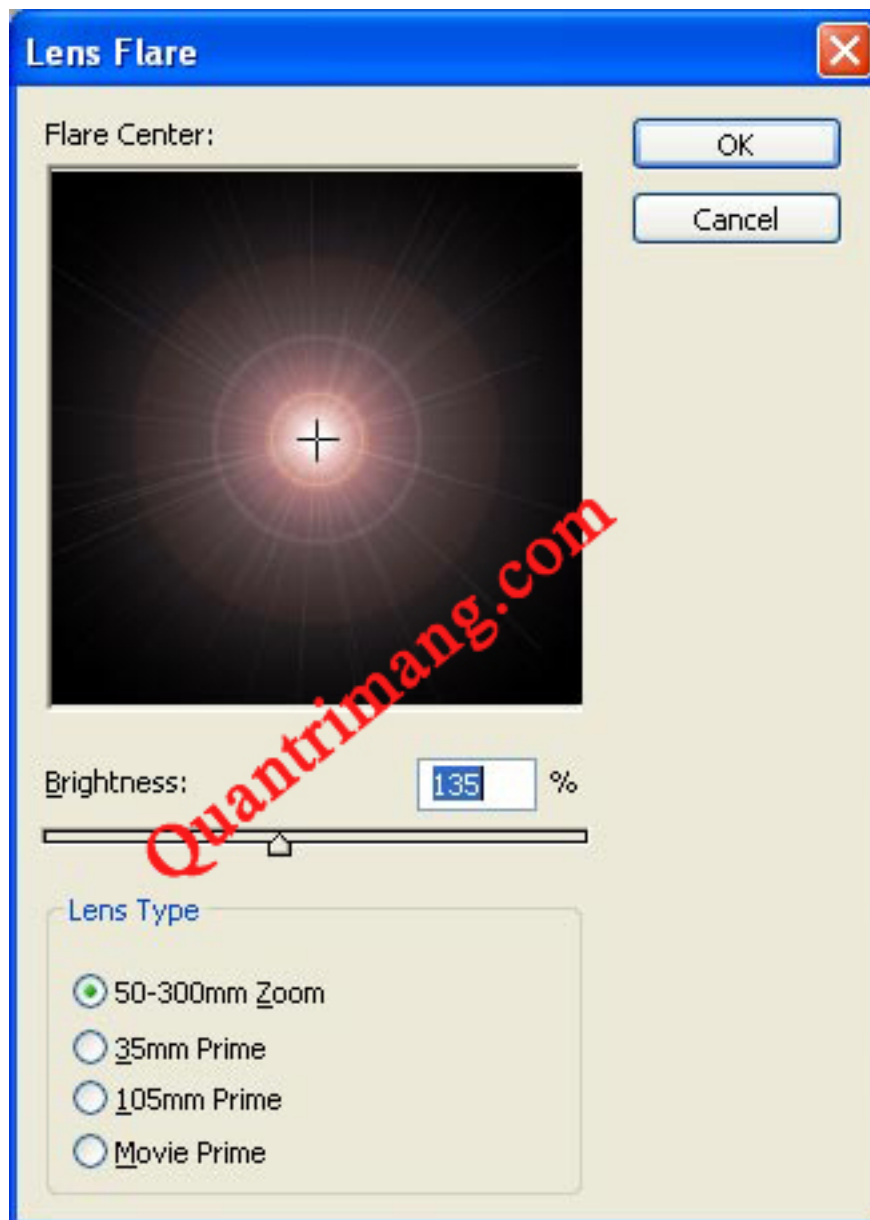 Lens Flare
Flare Center:
OK
Cancel
Quantrimang.com
Brightness: 135 %
Lens Type
50-300mm Zoom
35mm Prime
105mm Prime
Movie Prime